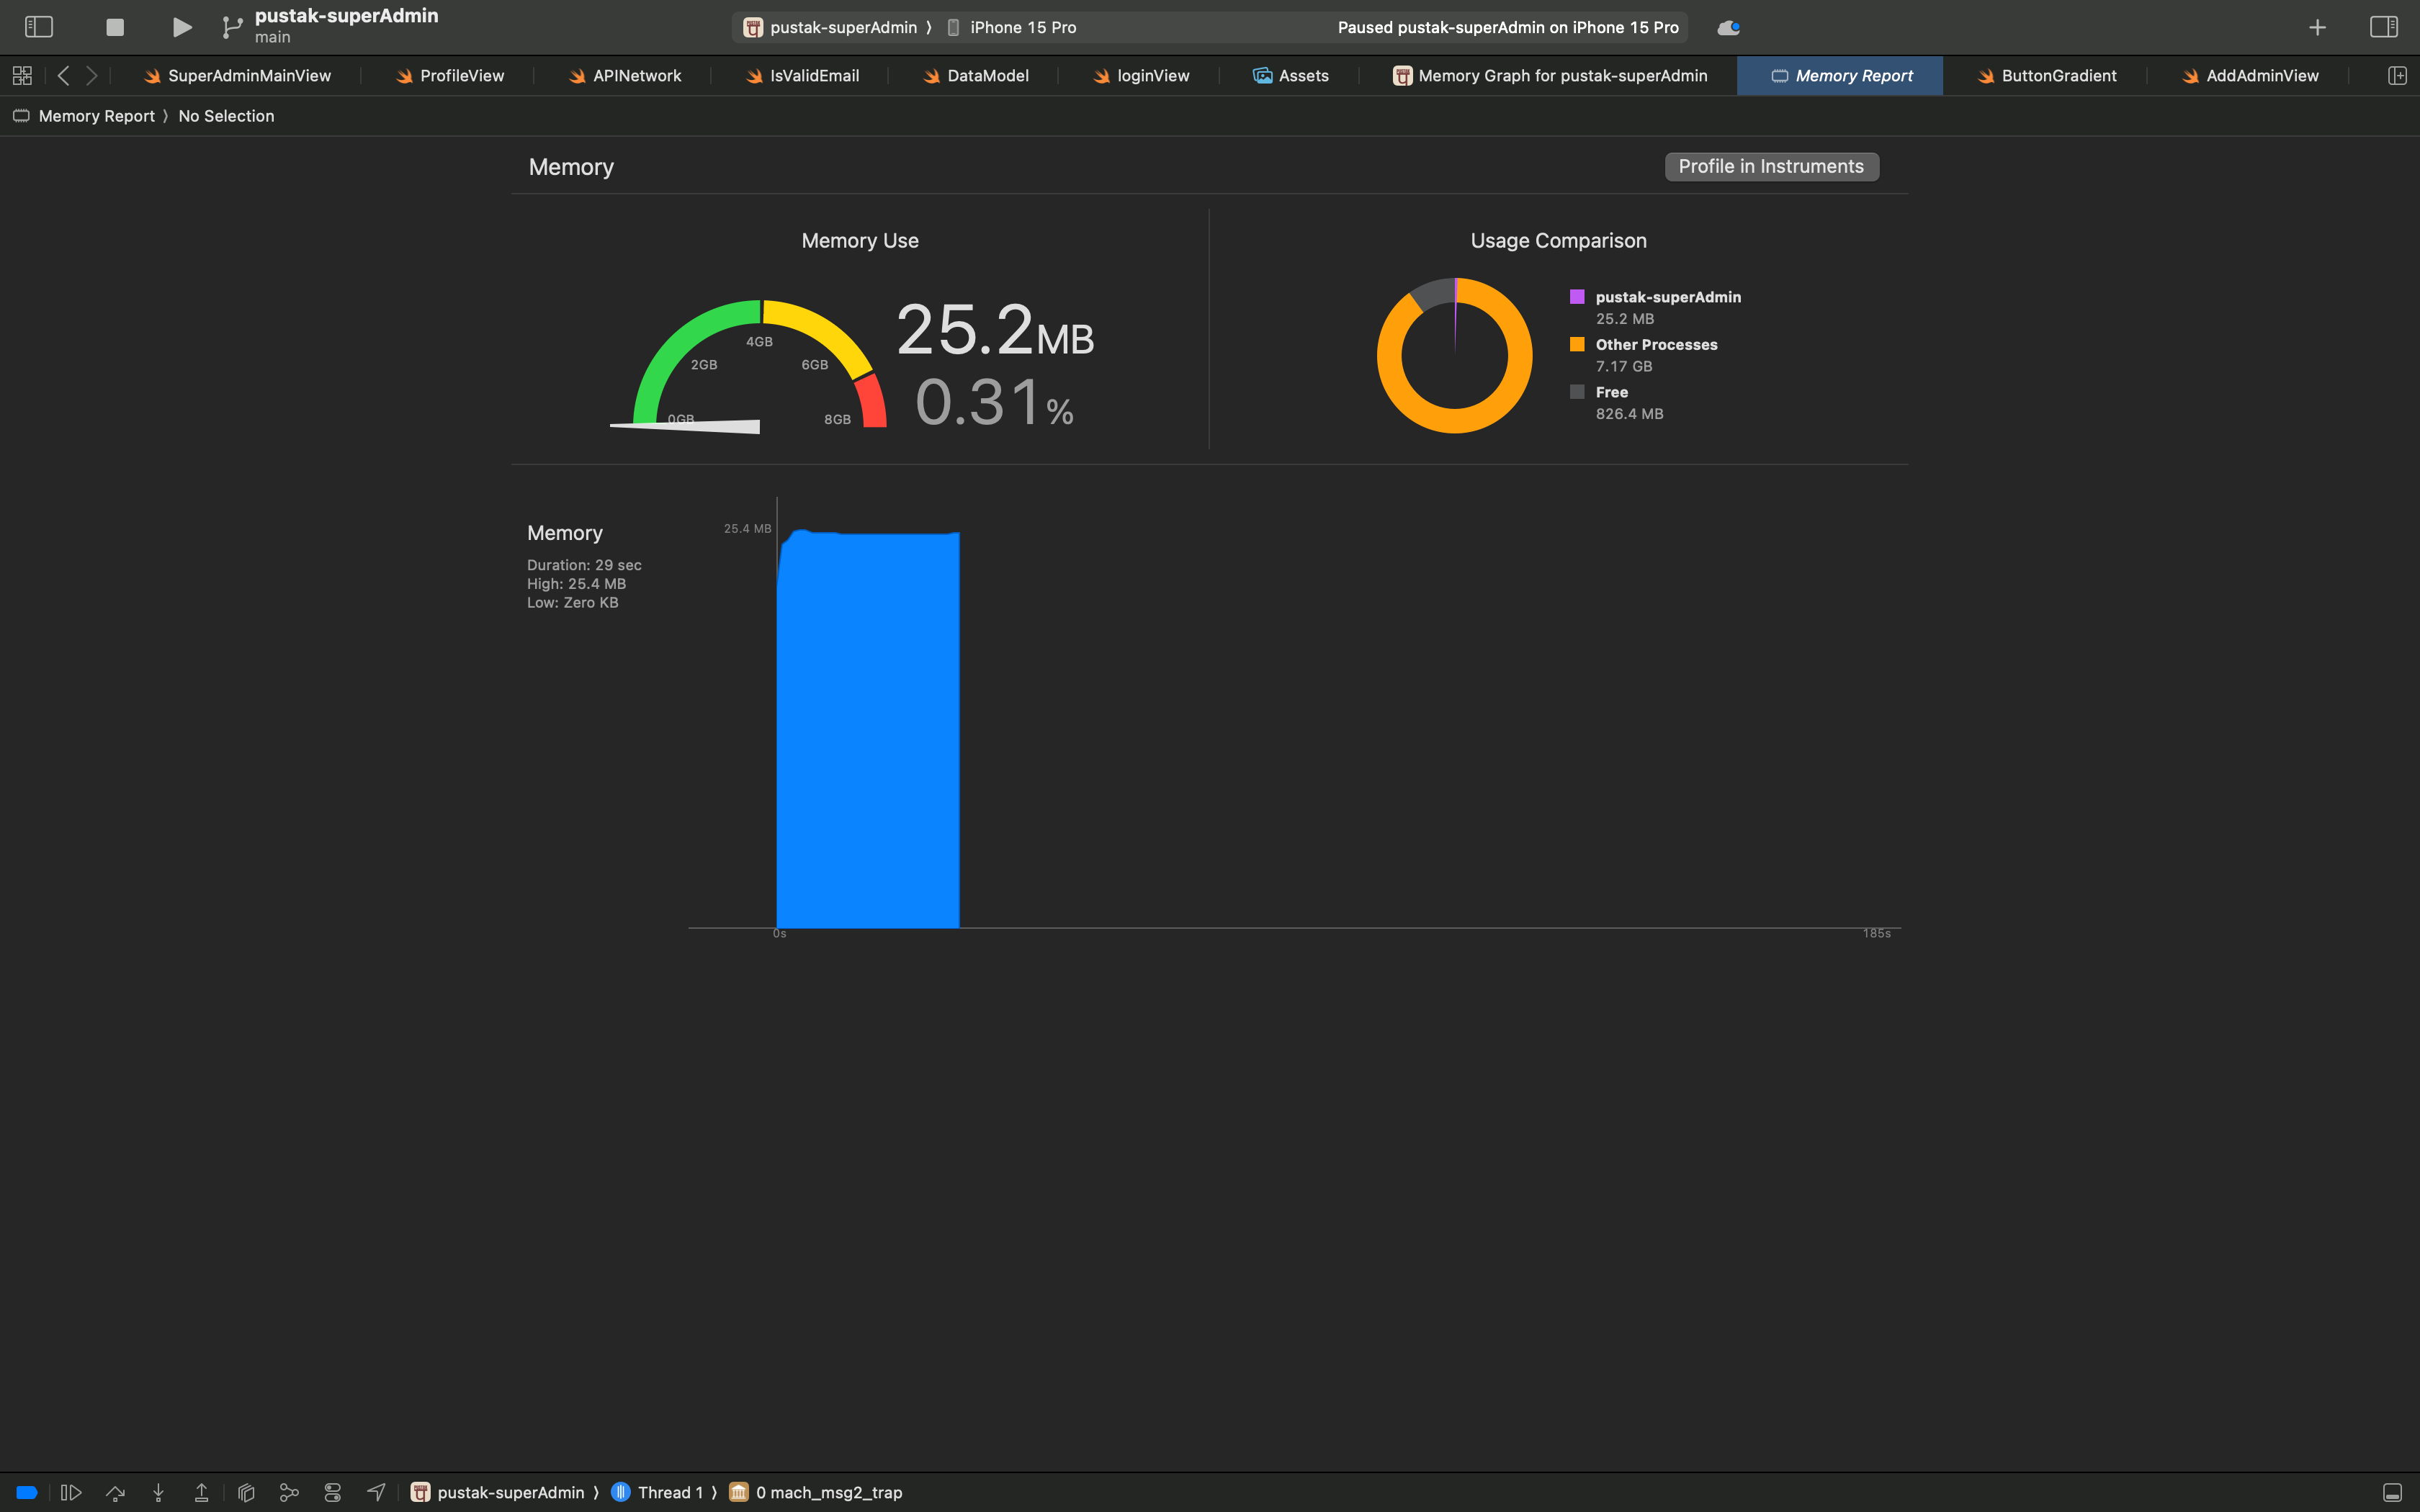 pustak-superAdmin
main
pustak-superAdmin 〉 iPhone 15 Pro
Paused pustak-superAdmin on iPhone 15 Pro
SuperAdminMainView
ProfileView
APINetwork
IsValidEmail
DataModel
loginView
Assets
Memory Graph for pustak-superAdmin
Memory Report
ButtonGradient
AddAdminView
Memory Report 〉 No Selection
Memory
Profile in Instruments
Memory Use
0GB
2GB
4GB
6GB
8GB
25.2MB
0.31%
Usage Comparison
pustak-superAdmin
25.2 MB
Other Processes
7.17 GB
Free
826.4 MB
Memory
Duration: 29 sec
High: 25.4 MB
Low: Zero KB
25.4 MB
0s
185s
pustak-superAdmin 〉 Thread 1 〉 0 mach_msg2_trap